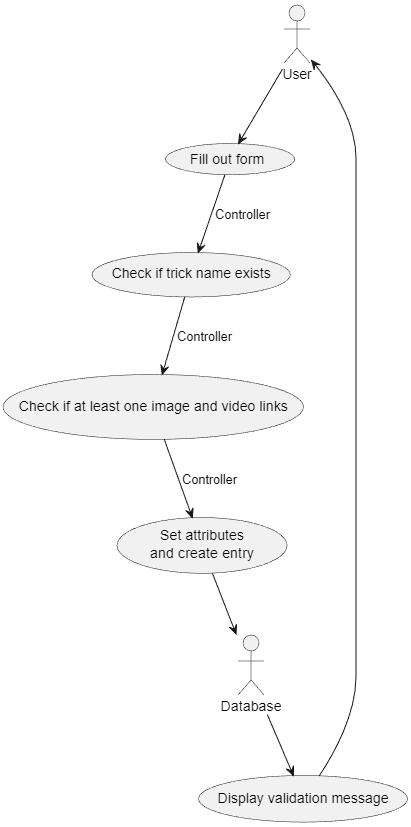 User
Fill out form
Controller
Check if trick name exists
Controller
Check if at least one image and video links
Controller
Set attributes
and create entry
Database
Display validation message